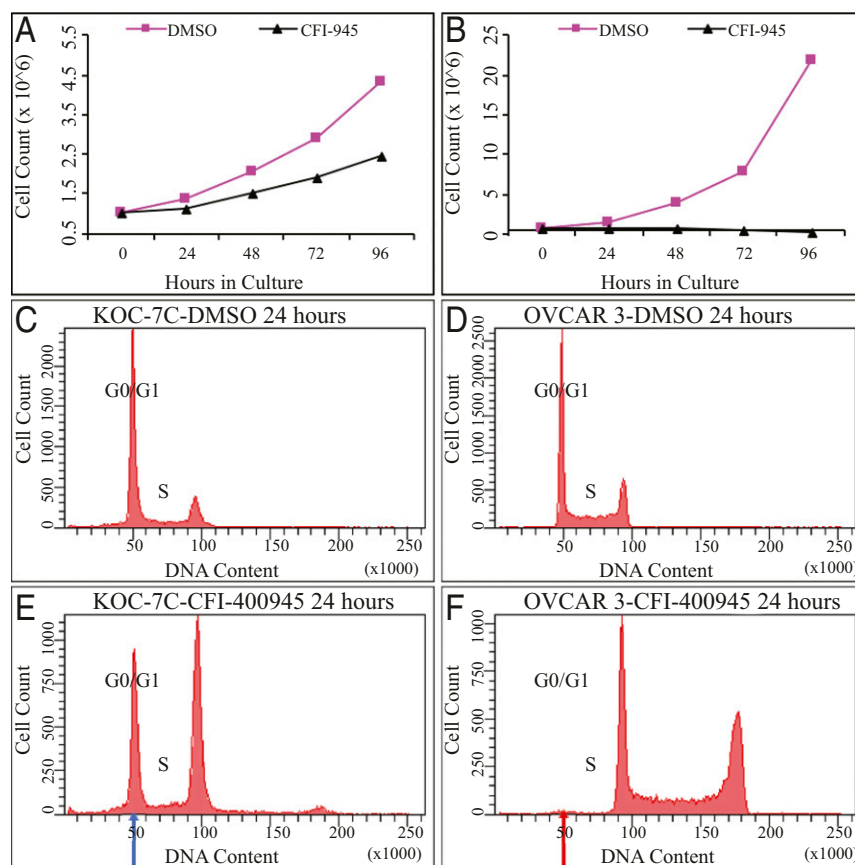 A
DMSO
CFI-945
Cell Count (x 10^6)
5.5
4.5
3.5
2.5
1.5
0.5
0 24 48 72 96
Hours in Culture
B
DMSO
CFI-945
Cell Count (x 10^6)
25
20
15
10
5
0
0 24 48 72 96
Hours in Culture
C
KOC-7C-DMSO 24 hours
G0/G1
S
Cell Count
2000
1500
1000
500
0
50 100 150 200 250
DNA Content
(x1000)
D
OVCAR 3-DMSO 24 hours
G0/G1
S
Cell Count
2500
2000
1500
1000
500
0
50 100 150 200 250
DNA Content
(x1000)
E
KOC-7C-CFI-400945 24 hours
G0/G1
S
Cell Count
1000
750
500
250
0
50 100 150 200 250
DNA Content
(x1000)
F
OVCAR 3-CFI-400945 24 hours
G0/G1
S
Cell Count
1000
750
500
250
0
50 100 150 200 250
DNA Content
(x1000)